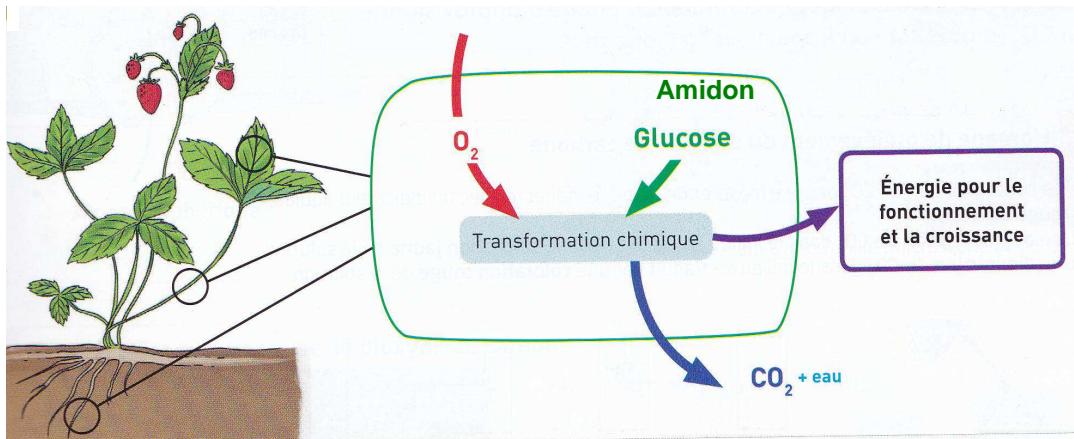 Amidon
O2
Glucose
Transformation chimique
Énergie pour le
fonctionnement
et la croissance
CO2 + eau